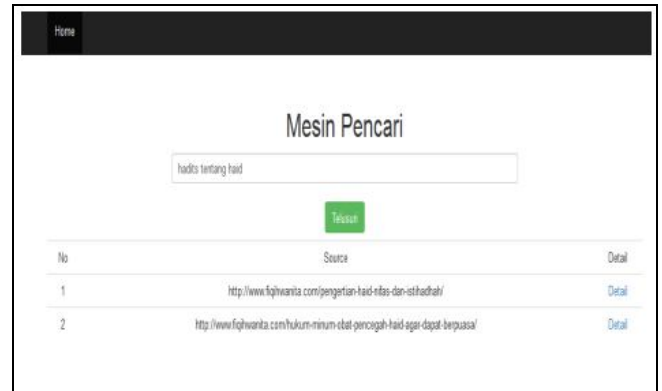 Home
Mesin Pencari
hadits tentang haid
Telusuri
No Source Detail
1 http://www.fiqihwanita.com/pengertian-haid-nifas-dan-istihadhah/ Detail
2 http://www.fiqihwanita.com/hukum-minum-obat-pencegah-haid-agar-dapat-berpuasa/ Detail